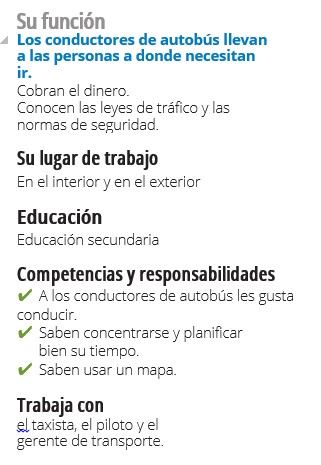 Su función
Los conductores de autobús llevan
a las personas a donde necesitan
ir.
Cobran el dinero.
Conocen las leyes de tráfico y las
normas de seguridad.
Su lugar de trabajo
En el interior y en el exterior
Educación
Educación secundaria
Competencias y responsabilidades
✔ A los conductores de autobús les gusta
conducir.
✔ Saben concentrarse y planificar
bien su tiempo.
✔ Saben usar un mapa.
Trabaja con
el taxista, el piloto y el
gerente de transporte.